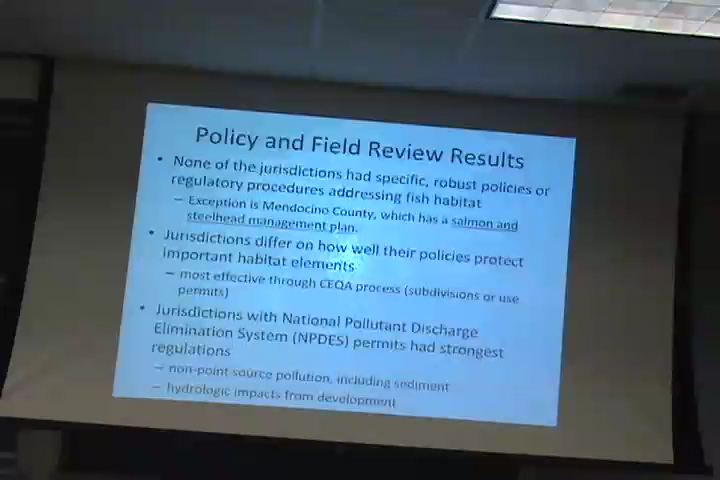 Policy and Field Review Results
• None of the jurisdictions had specific, robust policies or
regulatory procedures addressing fish habitat
– Exception is Mendocino County, which has a salmon and
steelhead management plan.
• Jurisdictions differ on how well their policies protect
important habitat elements
– most effective through CEQA process (subdivisions or use
permits)
• Jurisdictions with National Pollutant Discharge
Elimination System (NPDES) permits had strongest
regulations
– non-point source pollution, including sediment
– hydrologic impacts from development